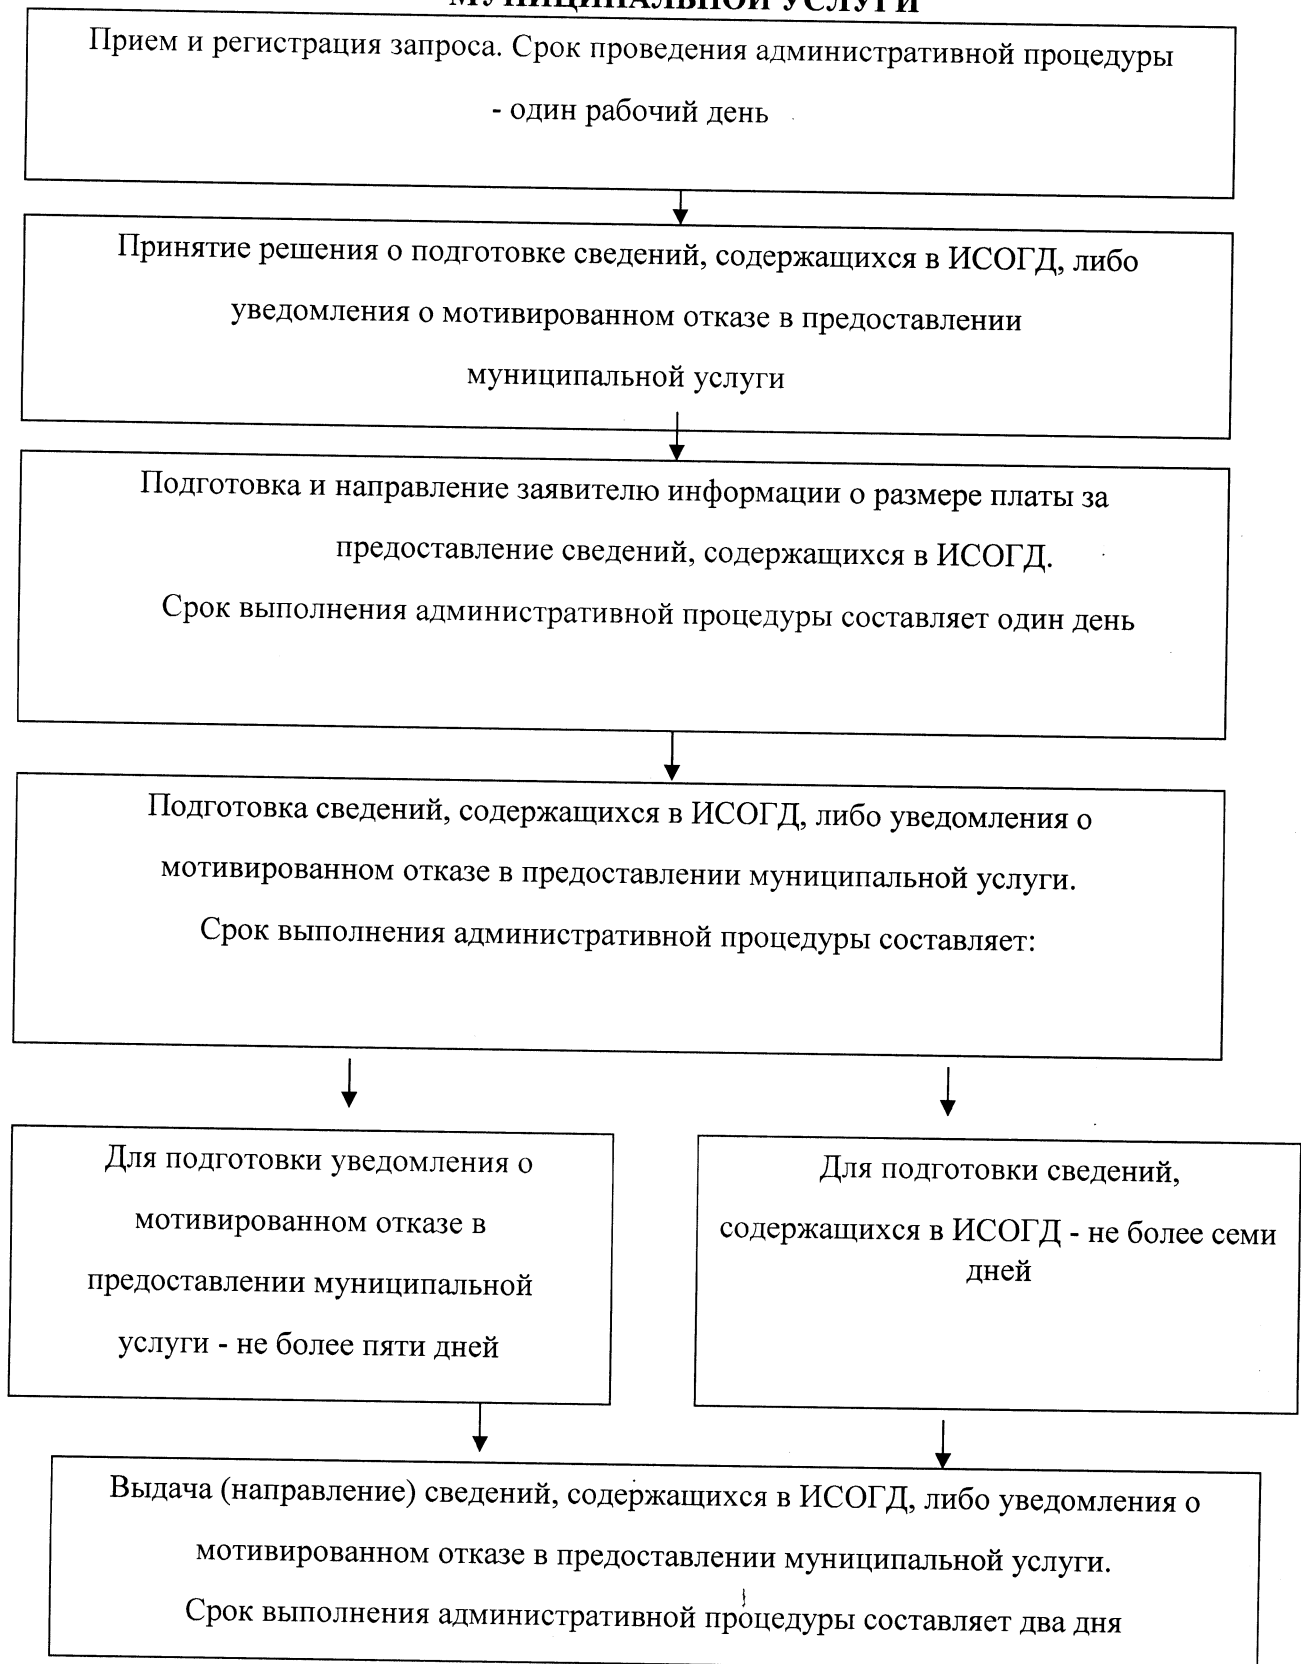 МУНИЦИПАЛЬНОЙ УСЛУГИ
Прием и регистрация запроса. Срок проведения административной процедуры
- один рабочий день
Принятие решения о подготовке сведений, содержащихся в ИСОГД, либо
уведомления о мотивированном отказе в предоставлении
муниципальной услуги
Подготовка и направление заявителю информации о размере платы за
предоставление сведений, содержащихся в ИСОГД.
Срок выполнения административной процедуры составляет один день
Подготовка сведений, содержащихся в ИСОГД, либо уведомления о
мотивированном отказе в предоставлении муниципальной услуги.
Срок выполнения административной процедуры составляет:
Для подготовки уведомления о
мотивированном отказе в
предоставлении муниципальной
услуги - не более пяти дней
Для подготовки сведений,
содержащихся в ИСОГД - не более семи
дней
Выдача (направление) сведений, содержащихся в ИСОГД, либо уведомления о
мотивированном отказе в предоставлении муниципальной услуги.
Срок выполнения административной процедуры составляет два дня